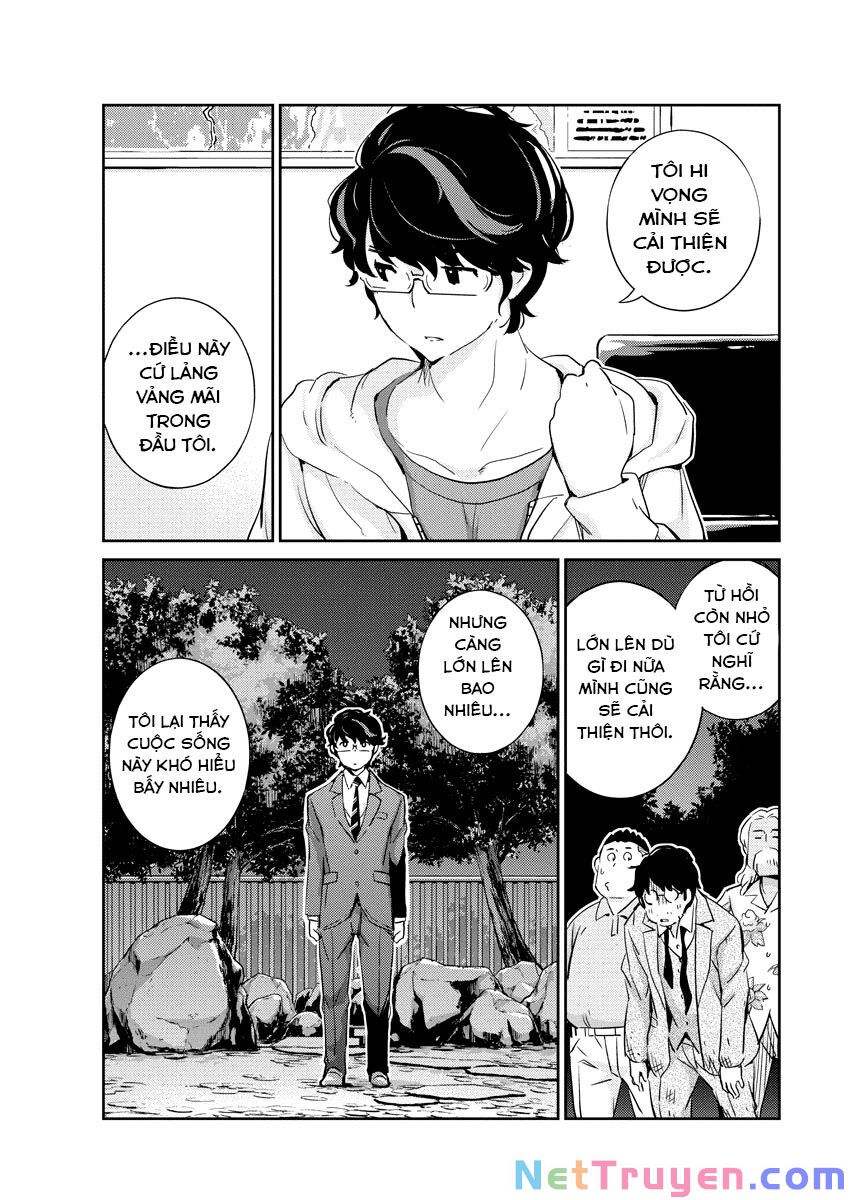 TÔI HI
VỌNG
MÌNH SẼ
CẢI THIỆN
ĐƯỢC.
...ĐIỀU NÀY
CỨ LẢNG
VẢNG MÃI
TRONG
ĐẦU TÔI.
TỪ HỒI
CÒN NHỎ
TÔI CỨ
NGHĨ
RẰNG...
LỚN LÊN DÙ
GÌ ĐI NỮA
MÌNH CŨNG
SẼ CẢI
THIỆN THÔI.
NHƯNG
CÀNG
LỚN LÊN
BAO
NHIÊU...
TÔI LẠI THẤY
CUỘC SỐNG
NÀY KHÓ HIỂU
BẤY NHIÊU.
NetTruyen.com